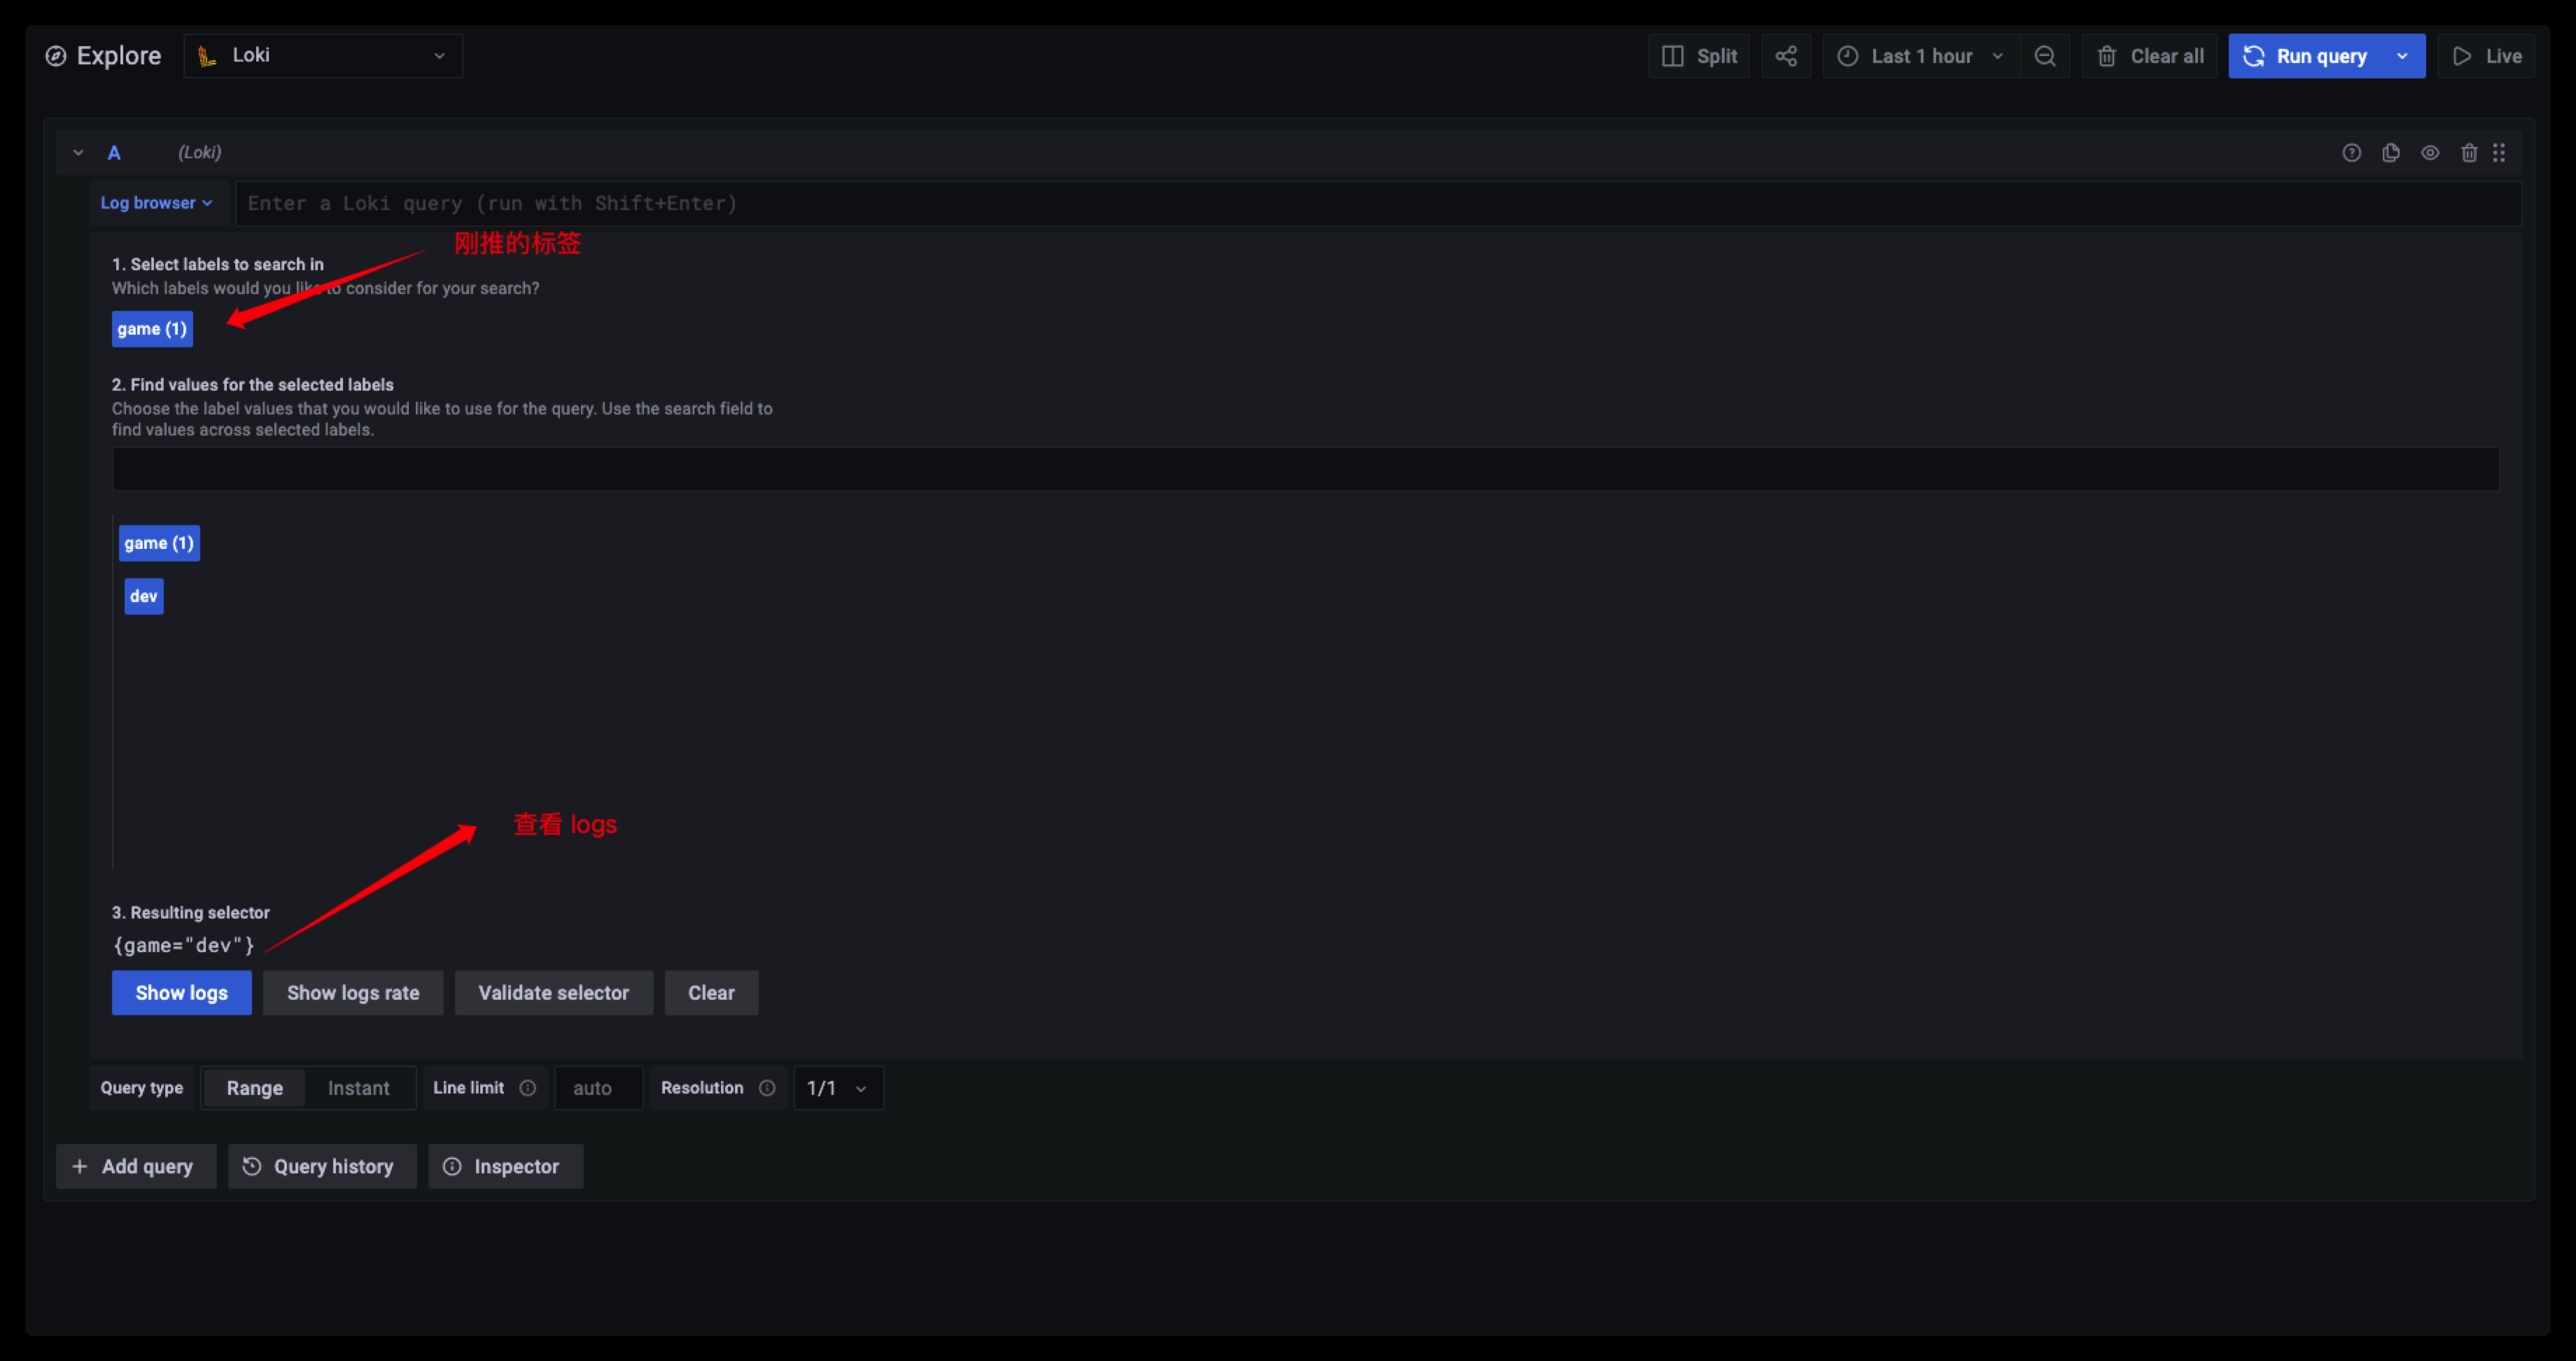 Explore
Loki
Split
Last 1 hour
Clear all
Run query
Live
A
(Loki)
Log browser
Enter a Loki query (run with Shift+Enter)
刚推的标签
1. Select labels to search in
Which labels would you like to consider for your search?
game (1)
2. Find values for the selected labels
Choose the label values that you would like to use for the query. Use the search field to
find values across selected labels.
game (1)
dev
查看 logs
3. Resulting selector
{game="dev"}
Show logs
Show logs rate
Validate selector
Clear
Query type
Range
Instant
Line limit
auto
Resolution
1/1
+ Add query
Query history
Inspector